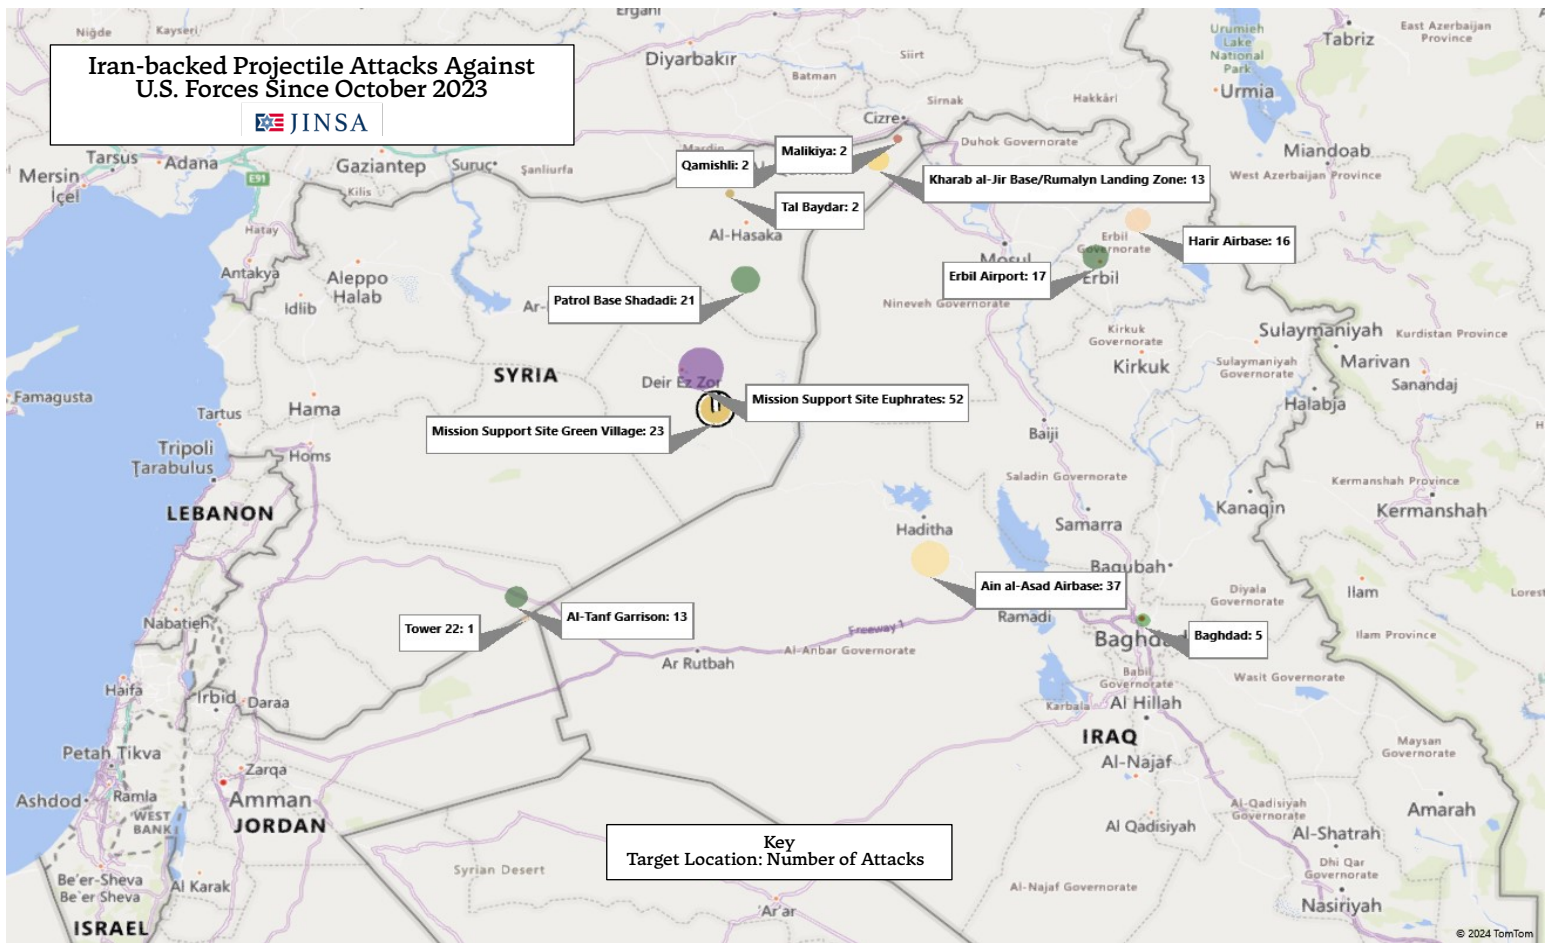 Iran-backed Projectile Attacks Against
U.S. Forces Since October 2023
JINSA
Niğde
Kayseri
Ergani
Diyarbakır
Siirt
Batman
Sirnak
Hakkâri
Cizre
Urumieh
Lake
National
Park
Urmia
Tabriz
East Azerbaijan
Province
Mersin
İçel
Tarsus
Adana
E91
Gaziantep
Suruç
Şanliurfa
Kilis
Mardin
Duhok Governorate
Miandoab
West Azerbaijan Province
Qamishli: 2
Malikiya: 2
Kharab al-Jir Base/Rumalyn Landing Zone: 13
Tal Baydar: 2
Al-Hasaka
Harir Airbase: 16
Erbil
Governorate
Erbil Airport: 17
Erbil
Mosul
Nineveh Governorate
Hatay
Antakya
Aleppo
Halab
Idlib
Ar-
Patrol Base Shadadi: 21
Kirkuk
Governorate
Kirkuk
Sulaymaniyah
Sulaymaniyah
Governorate
Kurdistan Province
Marivan
Sanandaj
Halabja
SYRIA
Deir Ez Zor
Mission Support Site Euphrates: 52
Mission Support Site Green Village: 23
Famagusta
Tartus
Hama
Homs
Tripoli
Ţarabulus
LEBANON
Baiji
Saladin Governorate
Samarra
Haditha
Kanaqin
Kermanshah Province
Kermanshah
Baqubah
Diyala
Governorate
Ilam
Lorest
Ilam Province
Ain al-Asad Airbase: 37
Ramadi
Baghdad: 5
Nabatieh
Tower 22: 1
Al-Tanf Garrison: 13
Freeway 1
Ar Rutbah
Al-Anbar Governorate
Babil
Governorate
Wasit Governorate
Karbala
Al Hillah
Haifa
Irbid
Daraa
IRAQ
Al-Najaf
Maysan
Governorate
Petah Tikva
Zarqa
Ashdod
Ramla
WEST
BANK
Amman
JORDAN
Al Qadisiyah
Al-Qadisiyah
Governorate
Amarah
Al-Shatrah
Dhi Qar
Governorate
Nasiriyah
Key
Target Location: Number of Attacks
Syrian Desert
Al-Najaf Governorate
'Ar'ar
Be'er-Sheva
Be'er Sheva
Al Karak
ISRAEL
© 2024 TomTom